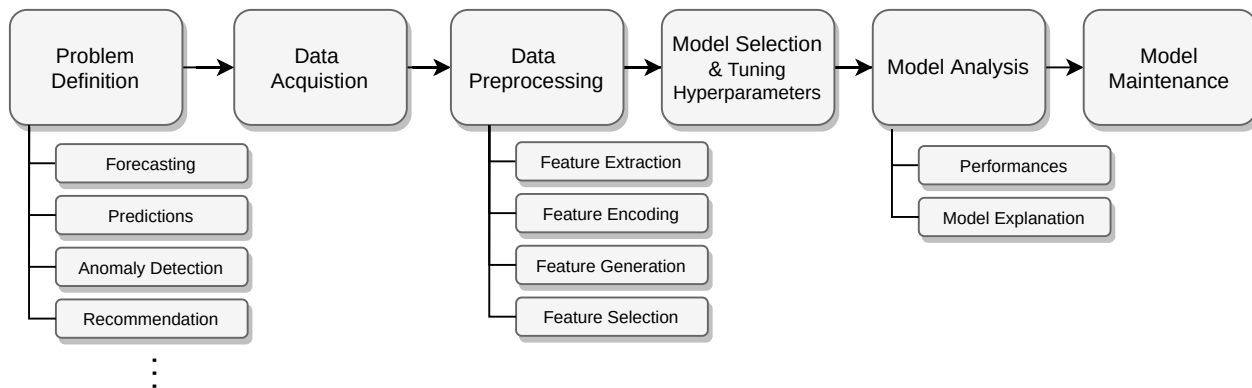 Problem
Definition
Data
Acquistion
Data
Preprocessing
Model Selection
& Tuning
Hyperparameters
Model Analysis
Model
Maintenance
Forecasting
Predictions
Anomaly Detection
Recommendation
Feature Extraction
Feature Encoding
Feature Generation
Feature Selection
Performances
Model Explanation